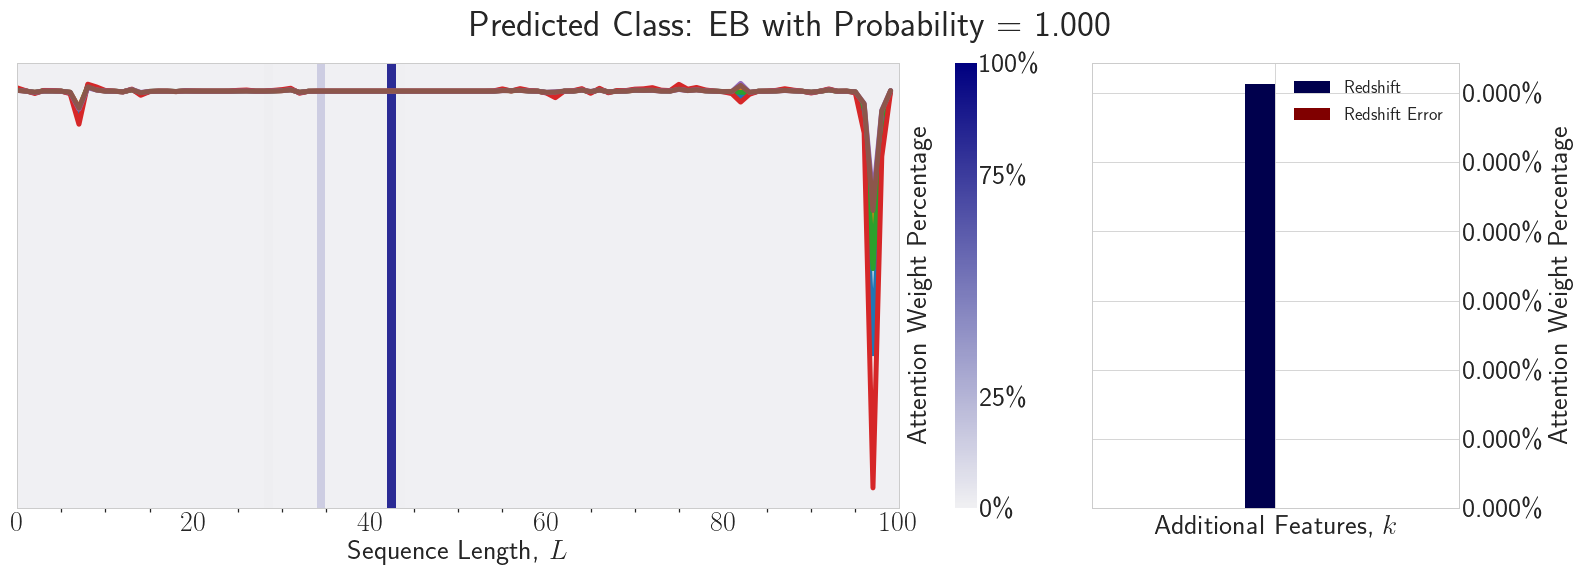 Predicted Class: EB with Probability = 1.000
0 20 40 60 80 100
Sequence Length, L
100%
75%
25%
0%
Attention Weight Percentage
Redshift
Redshift Error
0.000%
0.000%
0.000%
0.000%
0.000%
0.000%
0.000%
Attention Weight Percentage
Additional Features, k